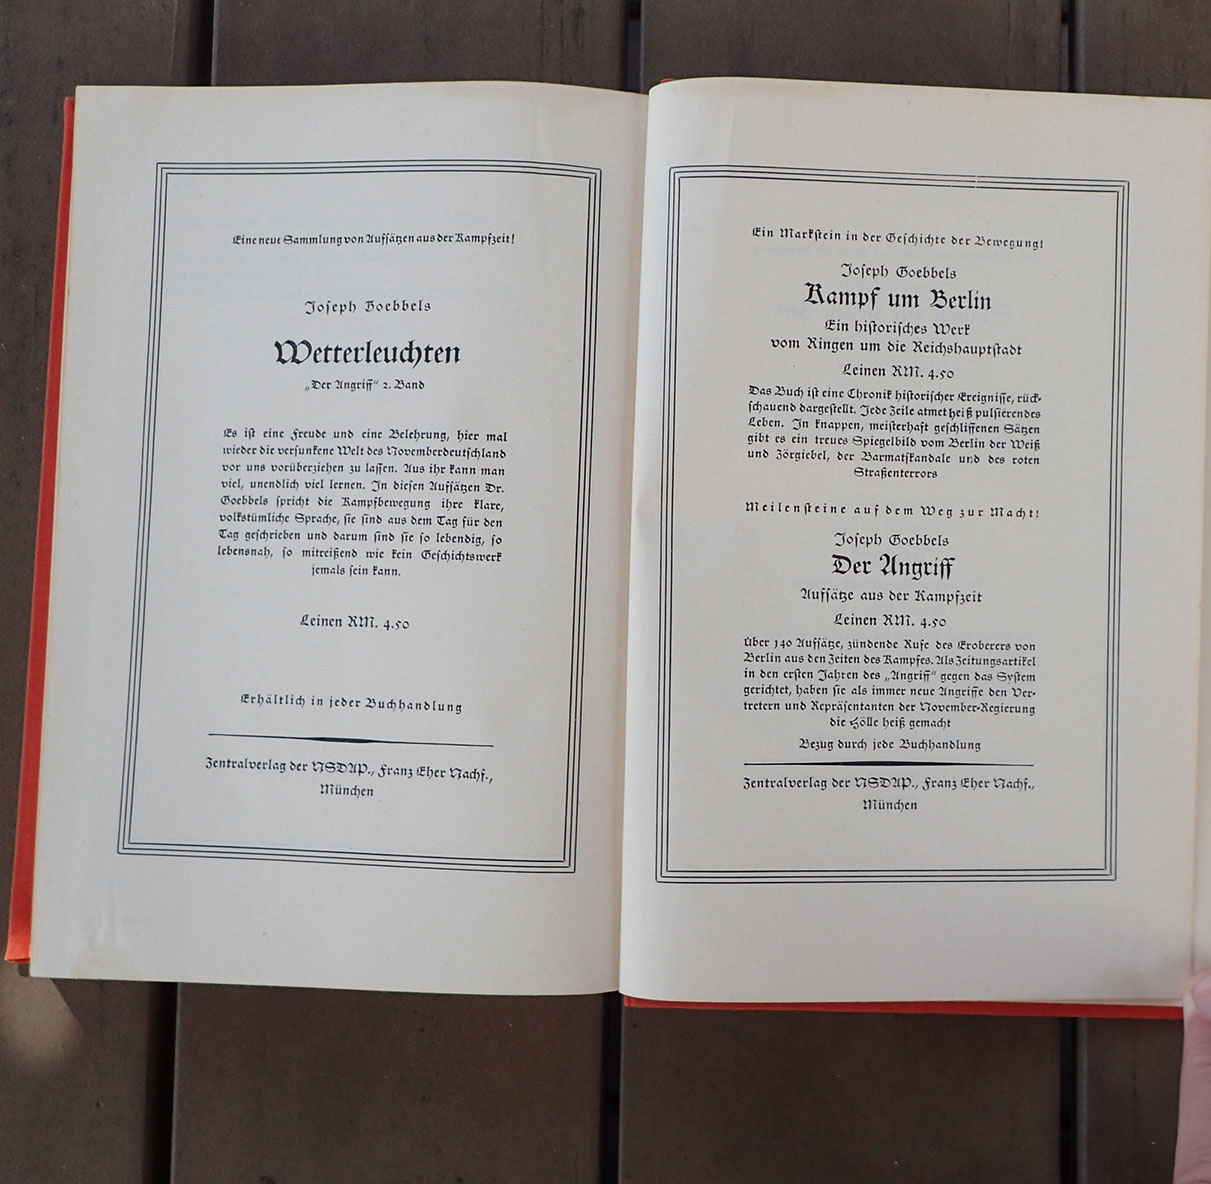 Eine neue Sammlung von Aufsätzen aus der Kampfzeit!
Joseph Goebbels
Wetterleuchten
„Der Angriff“ 2. Band
Es ist eine Freude und eine Belehrung, hier mal
wieder die versunkene Welt des Novemberdeutschland
vor uns vorüberziehen zu lassen. Aus ihr kann man
viel, unendlich viel lernen. In diesen Aufsätzen Dr.
Goebbels spricht die Kampfbewegung ihre klare,
volkstümliche Sprache, sie sind aus dem Tag für den
Tag geschrieben und darum sind sie so lebendig, so
lebensnah, so mitreißend wie kein Geschichtswerk
jemals sein kann.
Leinen RM. 4.50
Erhältlich in jeder Buchhandlung
Zentralverlag der NSDAP., Franz Eher Nachf.,
München
Ein Markstein in der Geschichte der Bewegung!
Joseph Goebbels
Kampf um Berlin
Ein historisches Werk
vom Ringen um die Reichshauptstadt
Leinen RM. 4.50
Das Buch ist eine Chronik historischer Ereignisse, rück-
schauend dargestellt. Jede Zeile atmet heiß pulsierendes
Leben. In knappen, meisterhaft geschliffenen Sätzen
gibt es ein treues Spiegelbild vom Berlin der Weiß
und Zörgiebel, der Barmatskandale und des roten
Straßenterrors
Meilensteine auf dem Weg zur Macht!
Joseph Goebbels
Der Angriff
Aufsätze aus der Kampfzeit
Leinen RM. 4.50
Über 140 Aufsätze, zündende Rufe des Eroberers von
Berlin aus den Zeiten des Kampfes. Als Zeitungsartikel
in den ersten Jahren des „Angriff“ gegen das System
gerichtet, haben sie als immer neue Angriffe den Ver-
tretern und Repräsentanten der November-Regierung
die Hölle heiß gemacht
Bezug durch jede Buchhandlung
Zentralverlag der NSDAP., Franz Eher Nachf.,
München